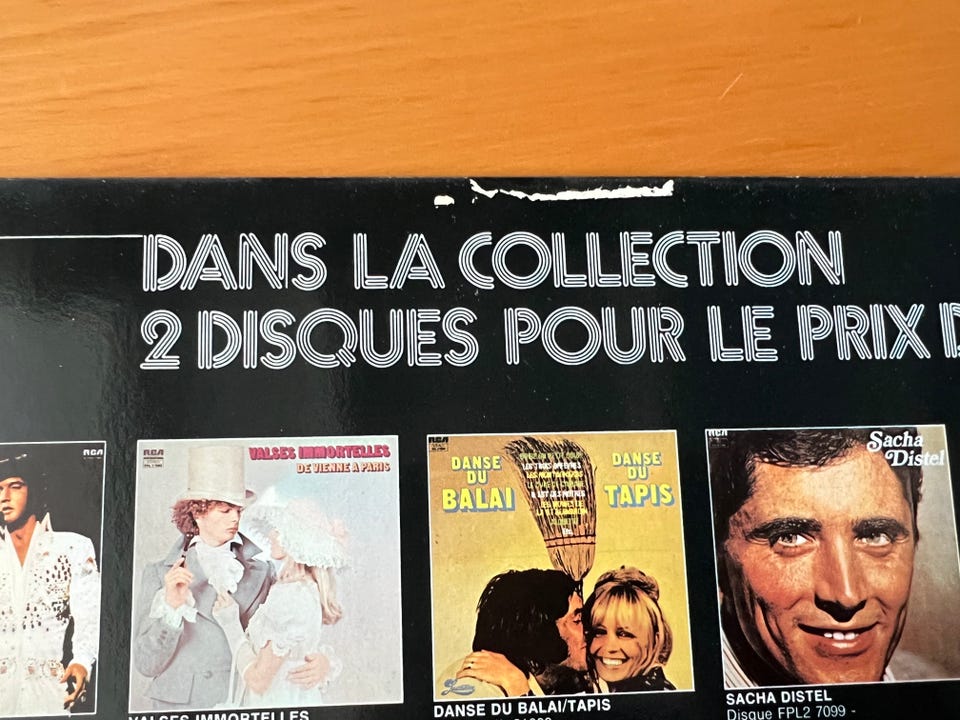 DANS LA COLLECTION
2 DISQUES POUR LE PRIX D
RCA
RCA
VALSES IMMORTELLES
DE VIENNE A PARIS
RCA
DANSE
DU
BALAI
DANSE
DU
TAPIS
RCA
Sacha
Distel
VALSES IMMORTELLES
DANSE DU BALAI/TAPIS
SACHA DISTEL
Disque FPL2 7099 -